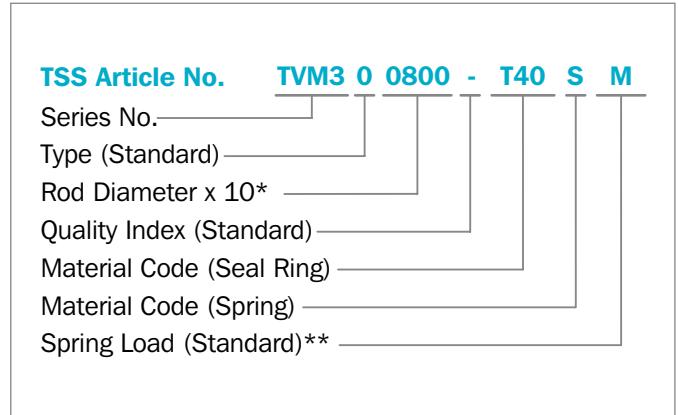 TSS Article No. TVM3 0 0800 - T40 S M
Series No.
Type (Standard)
Rod Diameter x 10*
Quality Index (Standard)
Material Code (Seal Ring)
Material Code (Spring)
Spring Load (Standard)**